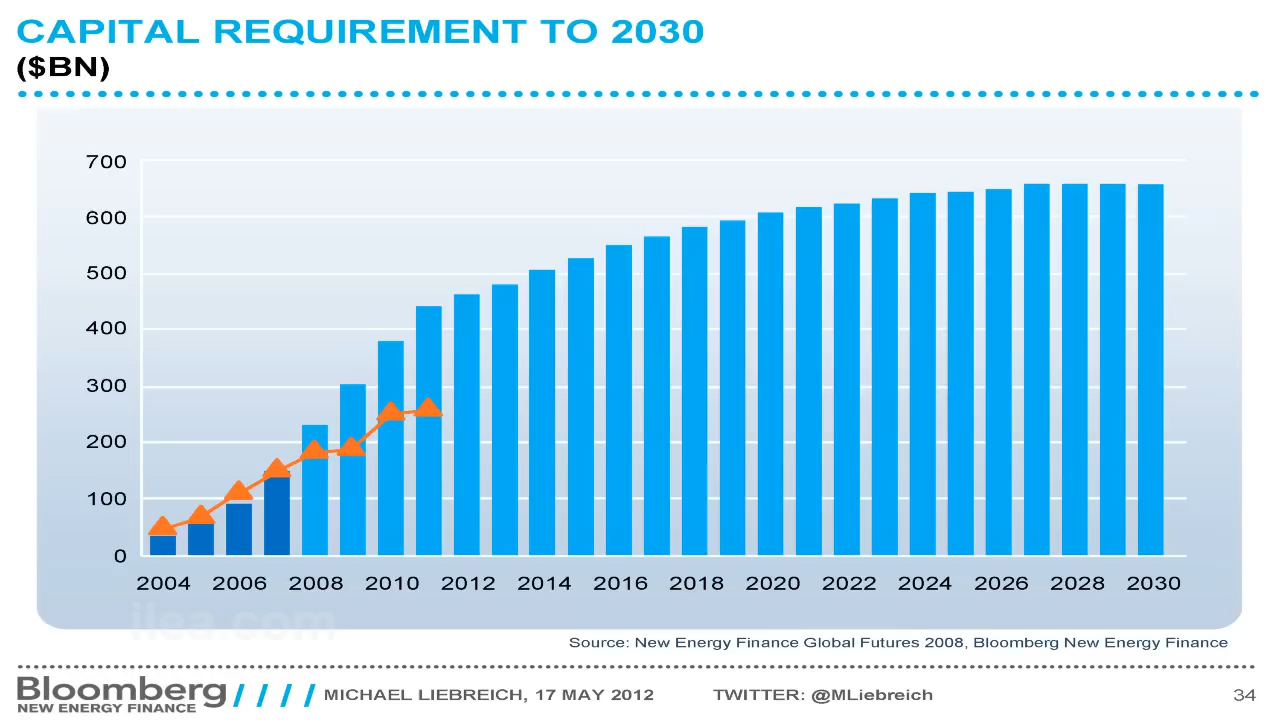 CAPITAL REQUIREMENT TO 2030
($BN)
700
600
500
400
300
200
100
0
2004 2006 2008 2010 2012 2014 2016 2018 2020 2022 2024 2026 2028 2030
ilea.com
Source: New Energy Finance Global Futures 2008, Bloomberg New Energy Finance
Bloomberg
NEW ENERGY FINANCE
//// MICHAEL LIEBREICH, 17 MAY 2012 TWITTER: @MLiebreich 34